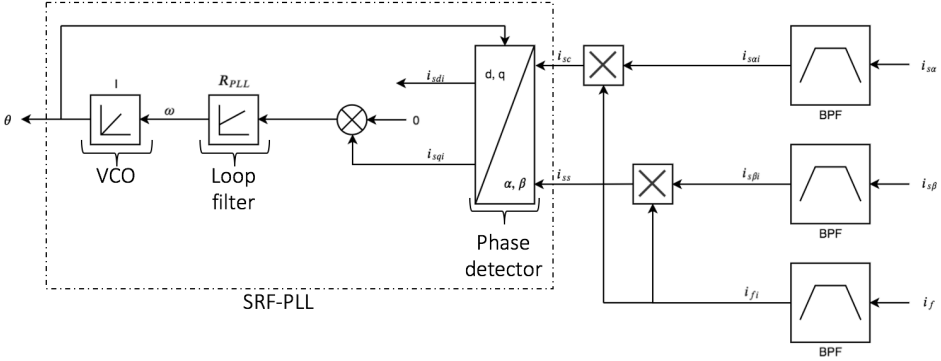 θ
I
VCO
ω
R_PLL
Loop
filter
0
i_sdi
i_sqi
d, q
α, β
Phase
detector
SRF-PLL
i_sc
i_ss
i_sαi
i_sβi
i_fi
BPF
BPF
BPF
i_sα
i_sβ
i_f